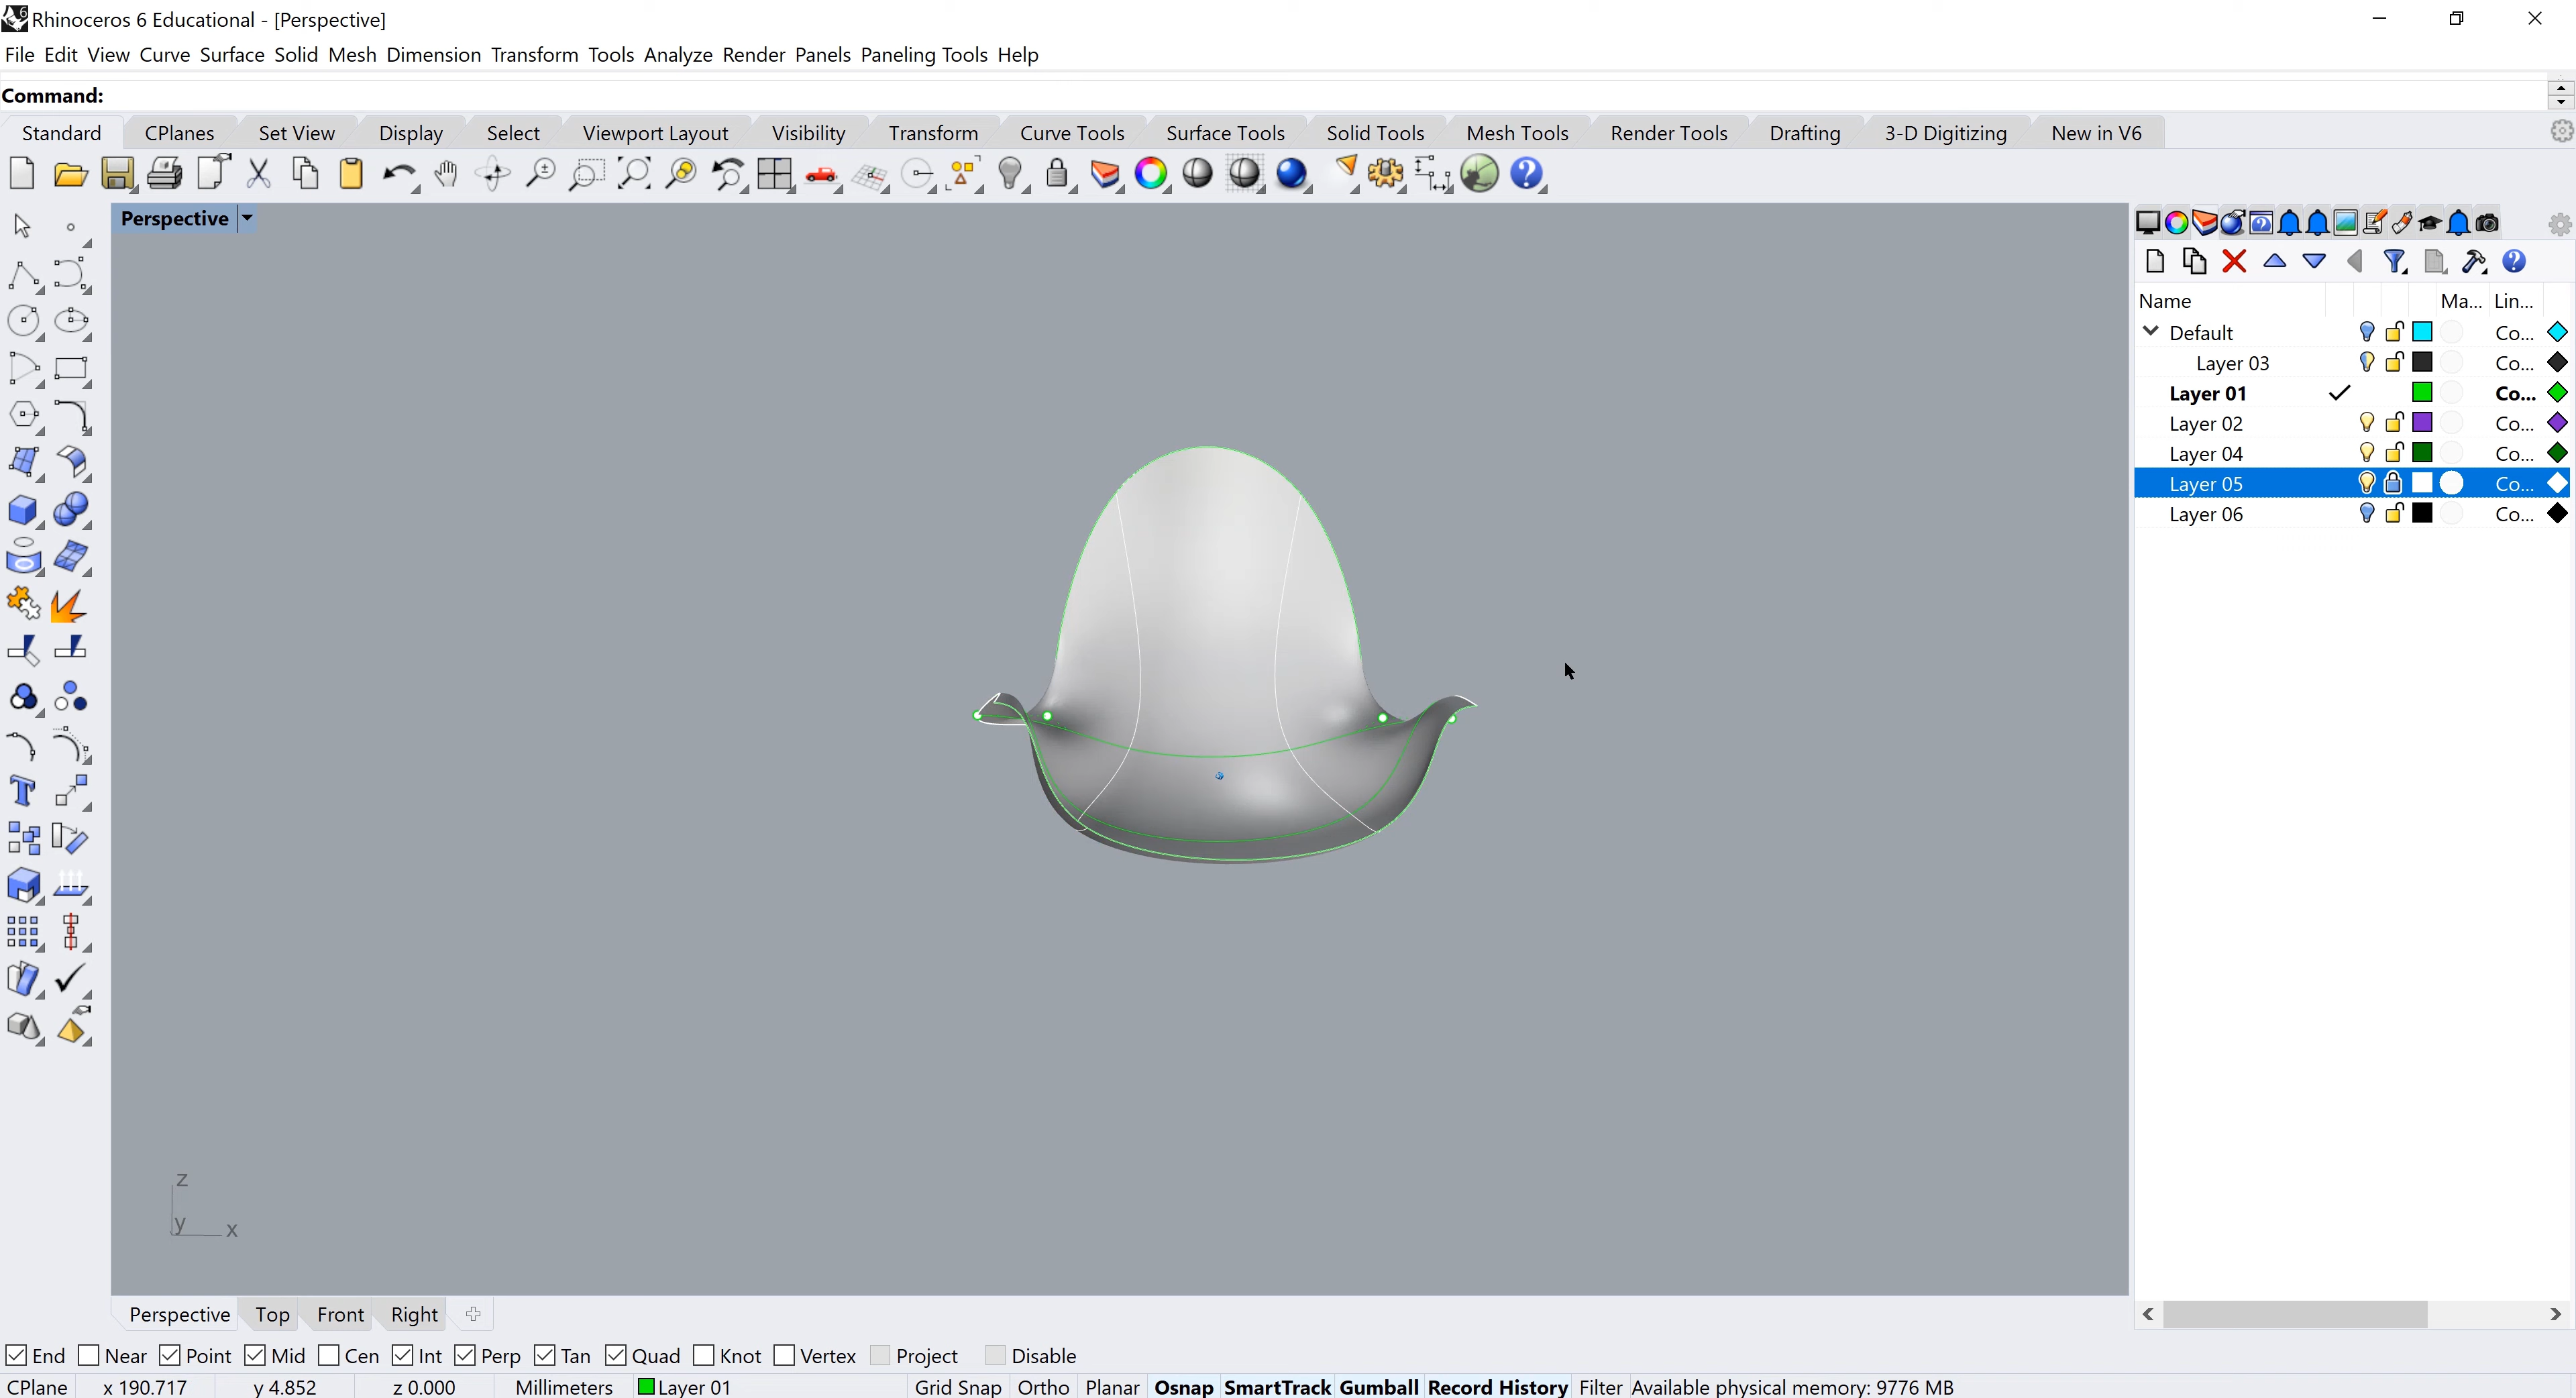 Rhinoceros 6 Educational - [Perspective]
File Edit View Curve Surface Solid Mesh Dimension Transform Tools Analyze Render Panels Paneling Tools Help
Command:
Standard CPlanes Set View Display Select Viewport Layout Visibility Transform Curve Tools Surface Tools Solid Tools Mesh Tools Render Tools Drafting 3-D Digitizing New in V6
Perspective
Name Ma... Lin...
Default Co...
Layer 03 Co...
Layer 01 Co...
Layer 02 Co...
Layer 04 Co...
Layer 05 Co...
Layer 06 Co...
z
y x
Perspective Top Front Right
End Near Point Mid Cen Int Perp Tan Quad Knot Vertex Project Disable
CPlane x 190.717 y 4.852 z 0.000 Millimeters Layer 01 Grid Snap Ortho Planar Osnap SmartTrack Gumball Record History Filter Available physical memory: 9776 MB